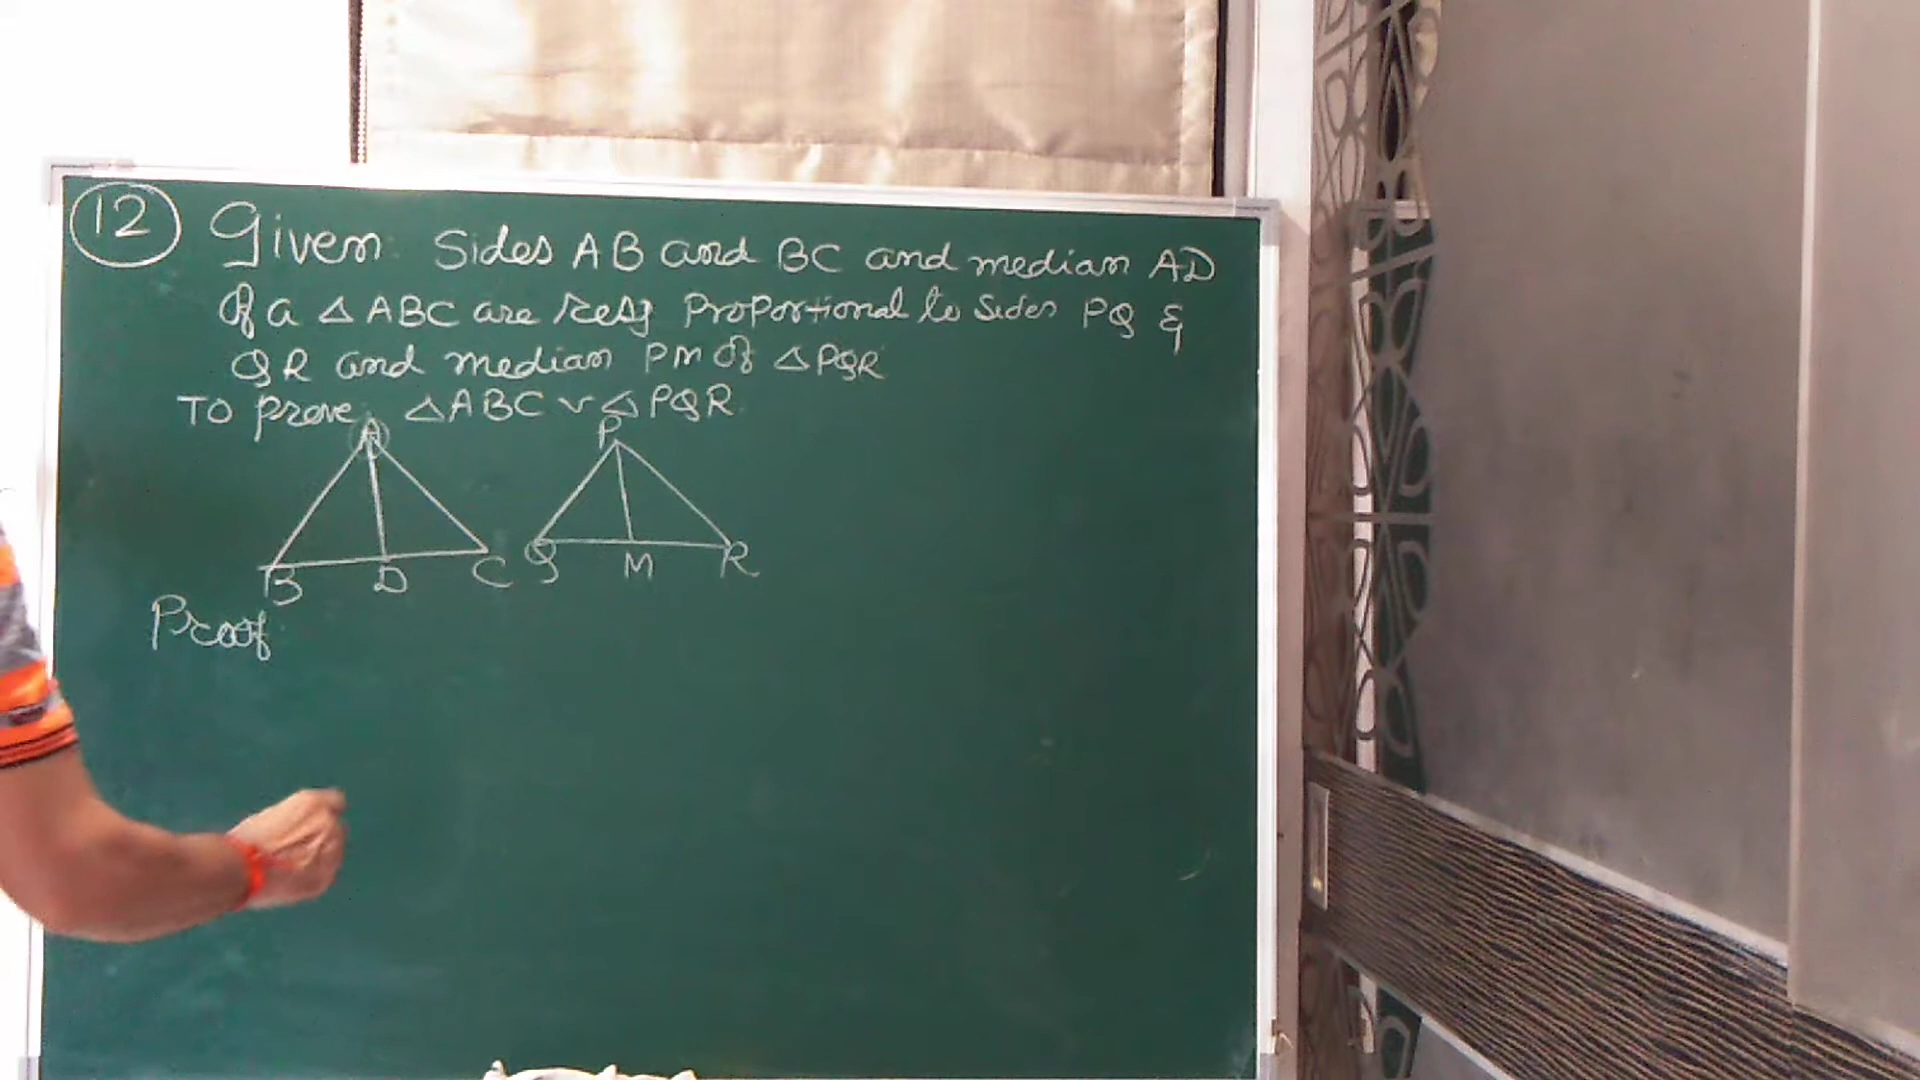 12 Given Sides AB and BC and median AD
Of a △ ABC are resp Proportional to Sides PQ &
QR and median PM Of △ PQR
To prove △ABC ~ △ PQR
A P
B D C Q M R
Proof